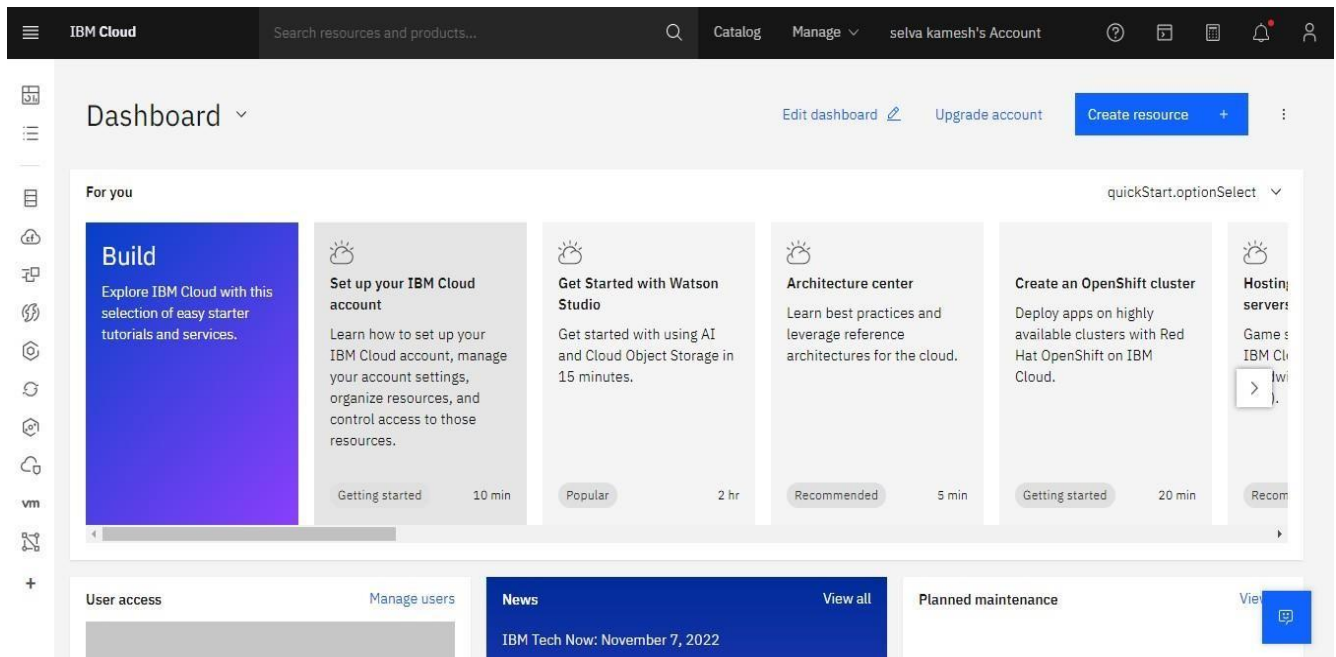 IBM Cloud
Search resources and products...
Catalog
Manage
selva kamesh's Account
Dashboard
Edit dashboard
Upgrade account
Create resource +
For you
quickStart.optionSelect
Build
Explore IBM Cloud with this
selection of easy starter
tutorials and services.
Set up your IBM Cloud
account
Learn how to set up your
IBM Cloud account, manage
your account settings,
organize resources, and
control access to those
resources.
Getting started
10 min
Get Started with Watson
Studio
Get started with using AI
and Cloud Object Storage in
15 minutes.
Popular
2 hr
Architecture center
Learn best practices and
leverage reference
architectures for the cloud.
Recommended
5 min
Create an OpenShift cluster
Deploy apps on highly
available clusters with Red
Hat OpenShift on IBM
Cloud.
Getting started
20 min
vm
User access
Manage users
News
View all
IBM Tech Now: November 7, 2022
Planned maintenance